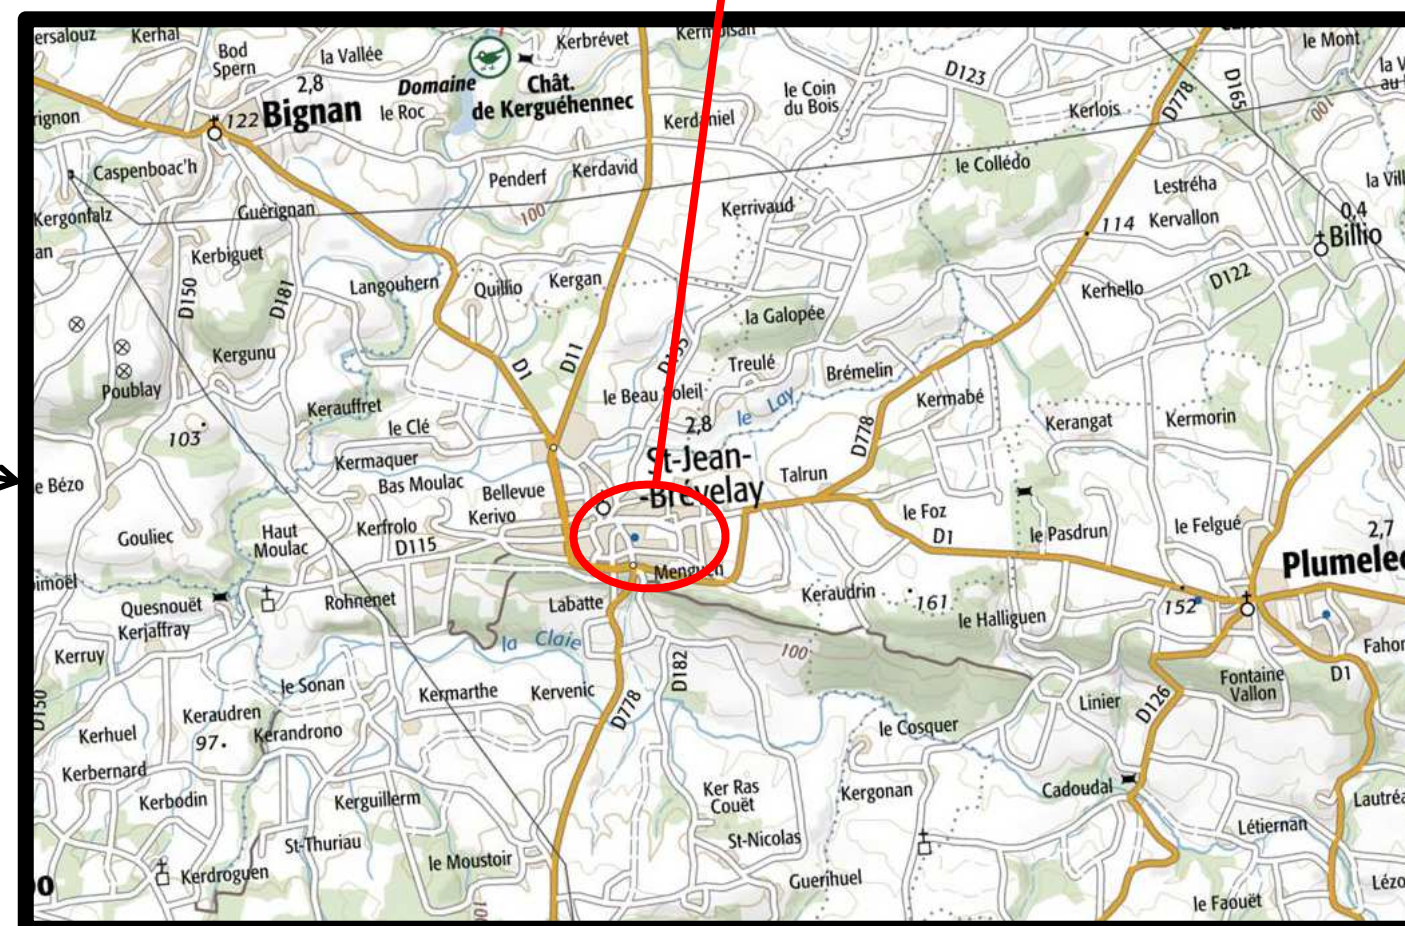 ersalouz
Kerhal
Bod
Spern
la Vallée
Kerbrévet
le Mont
2,8
Domaine
Chât.
de Kerguéhennec
D123
le Coin
du Bois
D778
D165
Kerlois
100
rignon
122
Bignan
le Roc
Caspenboac'h
Penderf
Kerdavid
le Collédo
Lestréha
Kergonfalz
Guérignan
100
Kerrivaud
114
Kervallon
0,4
Billio
an
Kerbiguet
D150
D181
Langouhern
Quillio
Kergan
Kerhello
D122
la Galopée
Kergunu
D1
D11
Treulé
Brémelin
Poublay
Kerauffret
le Lay
Kermabé
103
le Clé
2,8
D778
Kerangat
Kermorin
Kermaquer
St-Jean-
-Brévelay
Talrun
e Bézo
Bas Moulac
Bellevue
Kerivo
Gouliec
Haut
Moulac
Kerfrolo
D115
le Foz
D1
le Pasdrun
le Felgué
2,7
Plumelec
Menguen
Quesnouët
Kerjaffray
Rohnenet
Labatte
Keraudrin
161
le Halliguen
152
Kerruy
la Claie
100
Fontaine
Vallon
D1
D150
le Sonan
Kermarthe
Kervenic
D778
D182
Linier
D126
Kerhuel
Keraudren
97
Kerandrono
le Cosquer
Kerbernard
Kerbodin
Kerguillerm
Ker Ras
Couët
Kergonan
Cadoudal
St-Thuriau
le Moustoir
St-Nicolas
Létiernan
Kerdroguen
Guerihuel
le Faouët